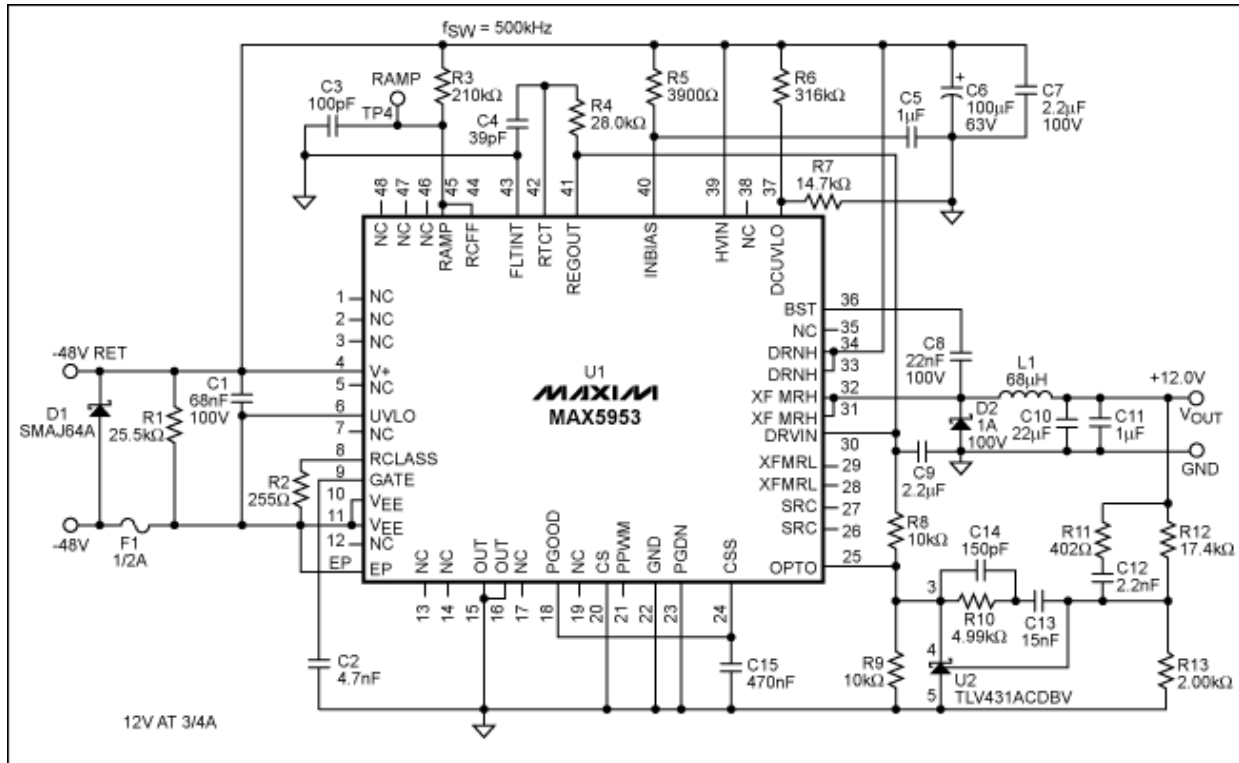 fSW = 500kHz
RAMP
TP4
C3
100pF
R3
210kΩ
C4
39pF
R4
28.0kΩ
R5
3900Ω
R6
316kΩ
C5
1µF
+
C6
100µF
63V
C7
2.2µF
100V
R7
14.7kΩ
48
47
46
45
44
43
42
41
40
39
38
37
NC
NC
NC
RAMP
RCFF
FLTINT
RTCT
REGOUT
INBIAS
HVIN
NC
DCUVLO
1
NC
2
NC
3
NC
4
V+
5
NC
6
UVLO
7
NC
8
RCLASS
9
GATE
10
VEE
11
VEE
12
NC
EP
EP
U1
MAXIM
MAX5953
BST
36
NC
35
DRNH
34
DRNH
33
XF MRH
32
XF MRH
31
DRVIN
30
XFMRL
29
XFMRL
28
SRC
27
SRC
26
OPTO
25
NC
NC
OUT
OUT
NC
PGOOD
NC
CS
PPWM
GND
PGDN
CSS
13
14
15
16
17
18
19
20
21
22
23
24
-48V RET
D1
SMAJ64A
R1
25.5kΩ
C1
68nF
100V
-48V
F1
1/2A
R2
255Ω
C2
4.7nF
C15
470nF
C8
22nF
100V
L1
68µH
+12.0V
VOUT
D2
1A
100V
C10
22µF
C11
1µF
GND
C9
2.2µF
R8
10kΩ
R9
10kΩ
C14
150pF
R10
4.99kΩ
C13
15nF
R11
402Ω
C12
2.2nF
R12
17.4kΩ
R13
2.00kΩ
3
4
5
U2
TLV431ACDBV
12V AT 3/4A